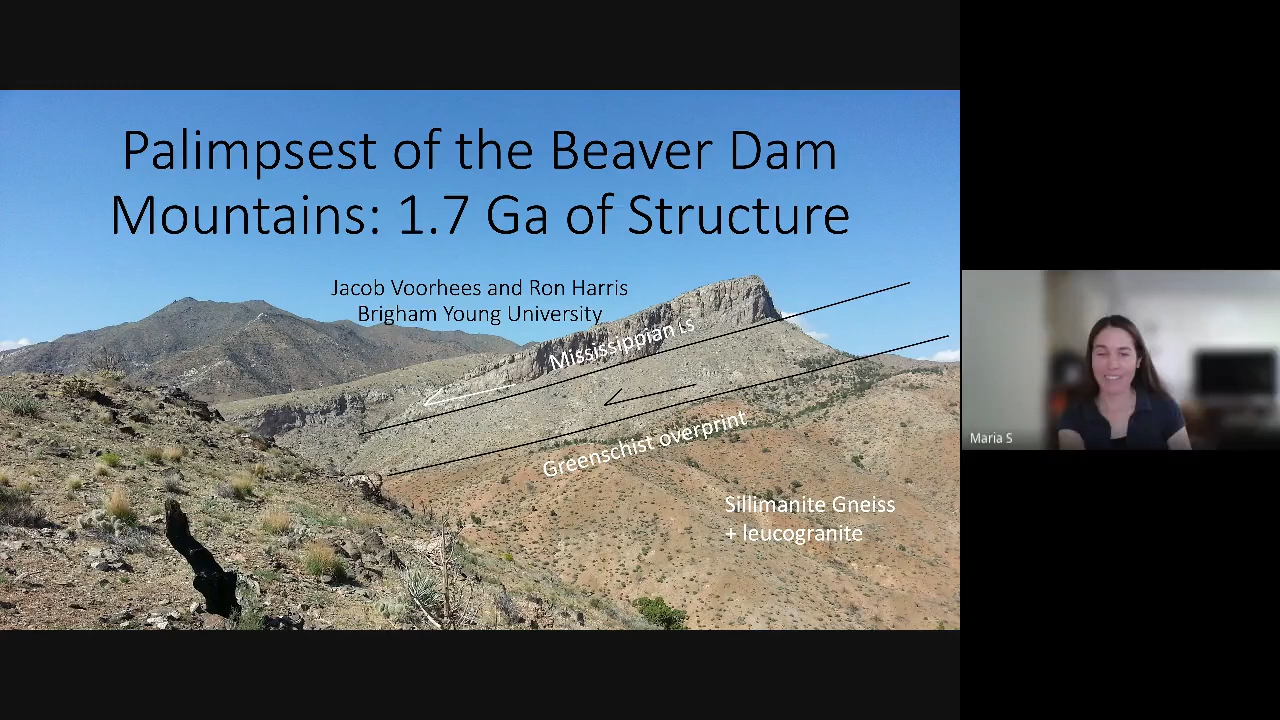 Palimpsest of the Beaver Dam
Mountains: 1.7 Ga of Structure
Jacob Voorhees and Ron Harris
Brigham Young University
Mississippian Ls
Greenschist overprint
Sillimanite Gneiss
+ leucogranite
Maria S